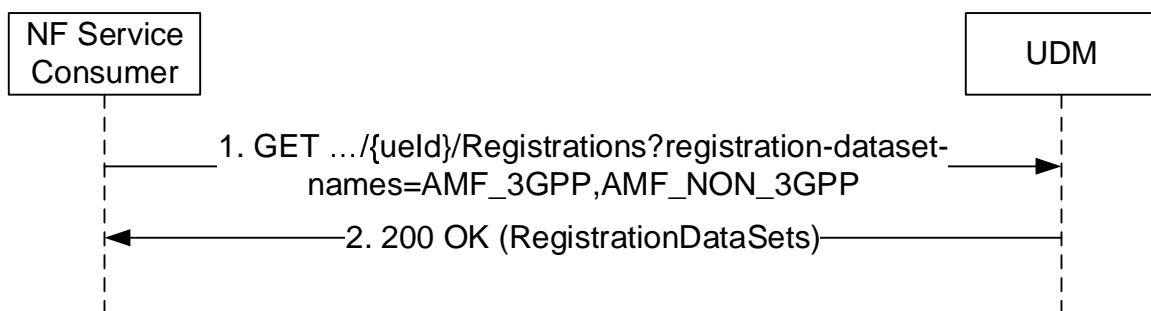 NF Service
Consumer
UDM
1. GET .../{ueId}/Registrations?registration-dataset-
names=AMF_3GPP,AMF_NON_3GPP
2. 200 OK (RegistrationDataSets)